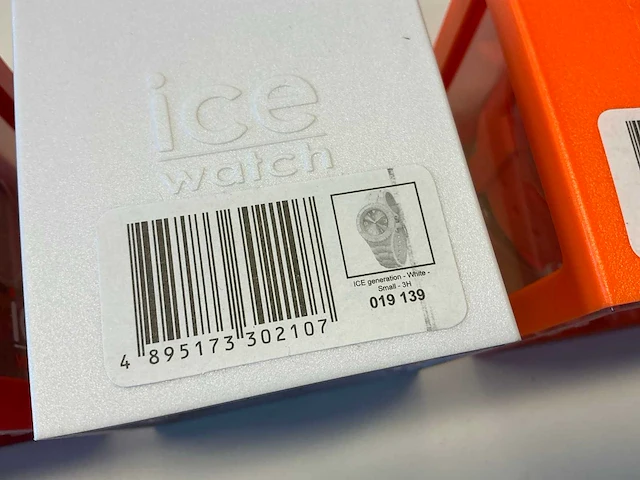 ice
watch
ICE generation - White -
Small - 3H
019 139
4 895173 302107